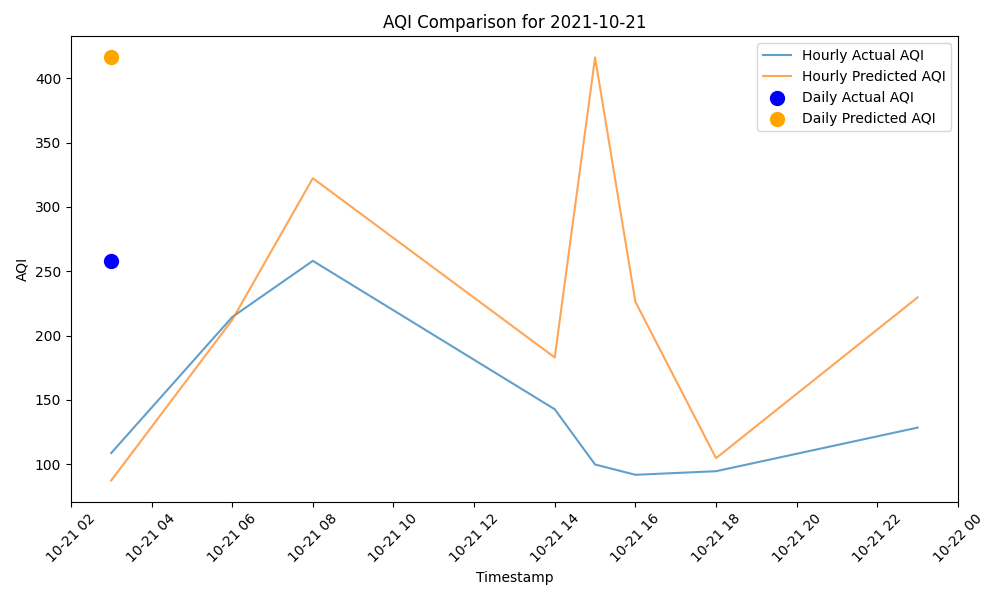 AQI Comparison for 2021-10-21
Hourly Actual AQI
Hourly Predicted AQI
Daily Actual AQI
Daily Predicted AQI
400
350
300
250
200
150
100
AQI
10-21 02
10-21 04
10-21 06
10-21 08
10-21 10
10-21 12
10-21 14
10-21 16
10-21 18
10-21 20
10-21 22
10-22 00
Timestamp